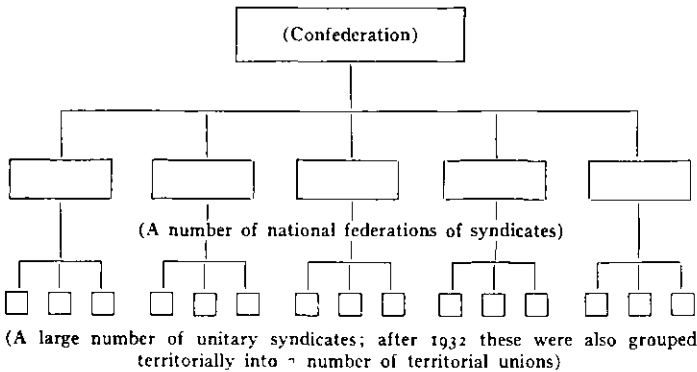 (Confederation)
(A number of national federations of syndicates)
(A large number of unitary syndicates; after 1932 these were also grouped
territorially into number of territorial unions)